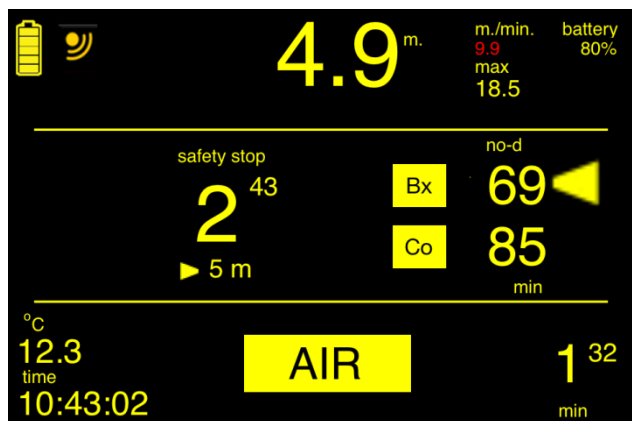 4.9 m.
m./min.
9.9
max
18.5
battery
80%
safety stop
2 43
5 m
no-d
Bx 69
Co 85
min
°C
12.3
time
10:43:02
AIR
1 32
min